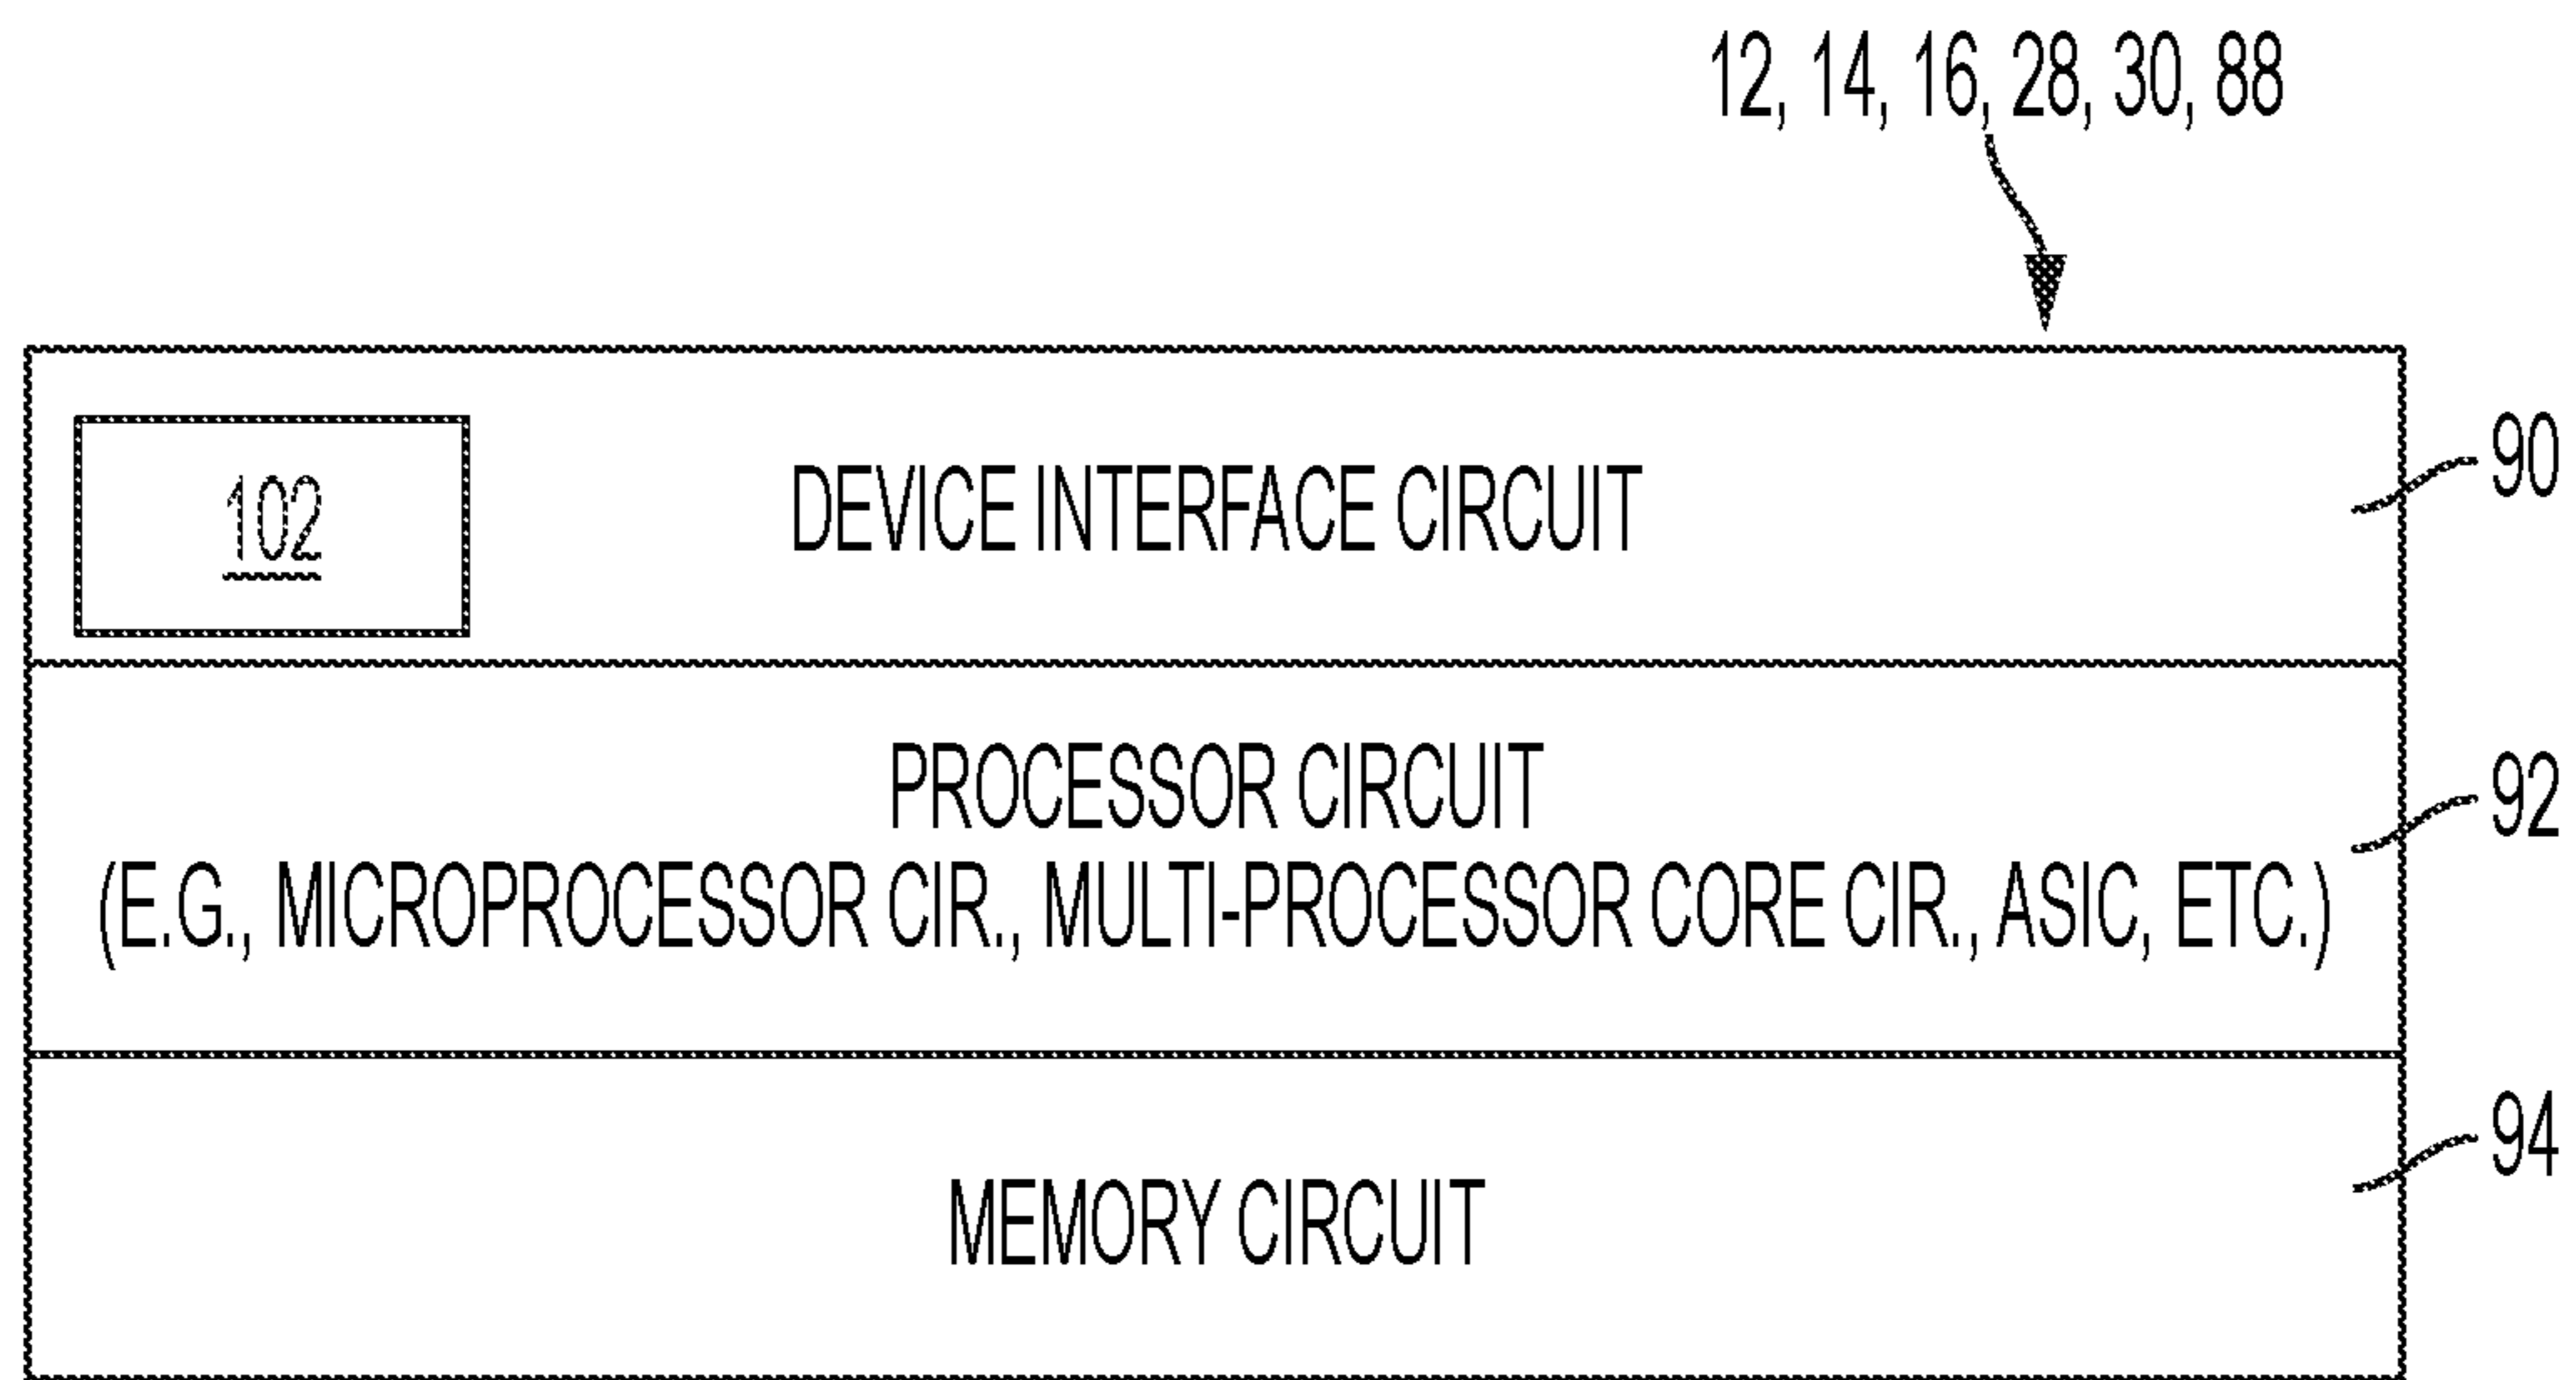 12, 14, 16, 28, 30, 88
102
DEVICE INTERFACE CIRCUIT
90
PROCESSOR CIRCUIT
(E.G., MICROPROCESSOR CIR., MULTI-PROCESSOR CORE CIR., ASIC, ETC.)
92
MEMORY CIRCUIT
94